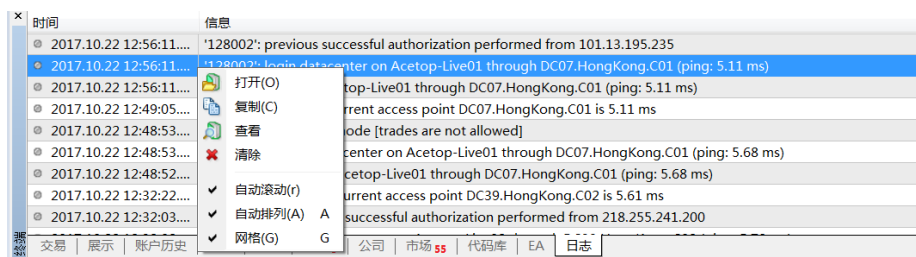 时间 信息
2017.10.22 12:56:11.... '128002': previous successful authorization performed from 101.13.195.235
2017.10.22 12:56:11.... '128002': login datacenter on Acetop-Live01 through DC07.HongKong.C01 (ping: 5.11 ms)
2017.10.22 12:56:11.... top-Live01 through DC07.HongKong.C01 (ping: 5.11 ms)
2017.10.22 12:49:05.... rrent access point DC07.HongKong.C01 is 5.11 ms
2017.10.22 12:48:53.... ode [trades are not allowed]
2017.10.22 12:48:53.... center on Acetop-Live01 through DC07.HongKong.C01 (ping: 5.68 ms)
2017.10.22 12:48:52.... cetop-Live01 through DC07.HongKong.C01 (ping: 5.68 ms)
2017.10.22 12:32:22.... urrent access point DC39.HongKong.C02 is 5.61 ms
2017.10.22 12:32:03.... successful authorization performed from 218.255.241.200
打开(O)
复制(C)
查看
清除
自动滚动(r)
自动排列(A) A
网格(G) G
交易 展示 账户历史 公司 市场 55 代码库 EA 日志